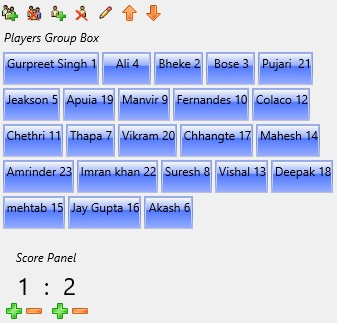 Players Group Box
Gurpreet Singh 1 Ali 4 Bheke 2 Bose 3 Pujari 21
Jeakson 5 Apuia 19 Manvir 9 Fernandes 10 Colaco 12
Chethri 11 Thapa 7 Vikram 20 Chhangte 17 Mahesh 14
Amrinder 23 Imran khan 22 Suresh 8 Vishal 13 Deepak 18
mehtab 15 Jay Gupta 16 Akash 6
Score Panel
1 : 2